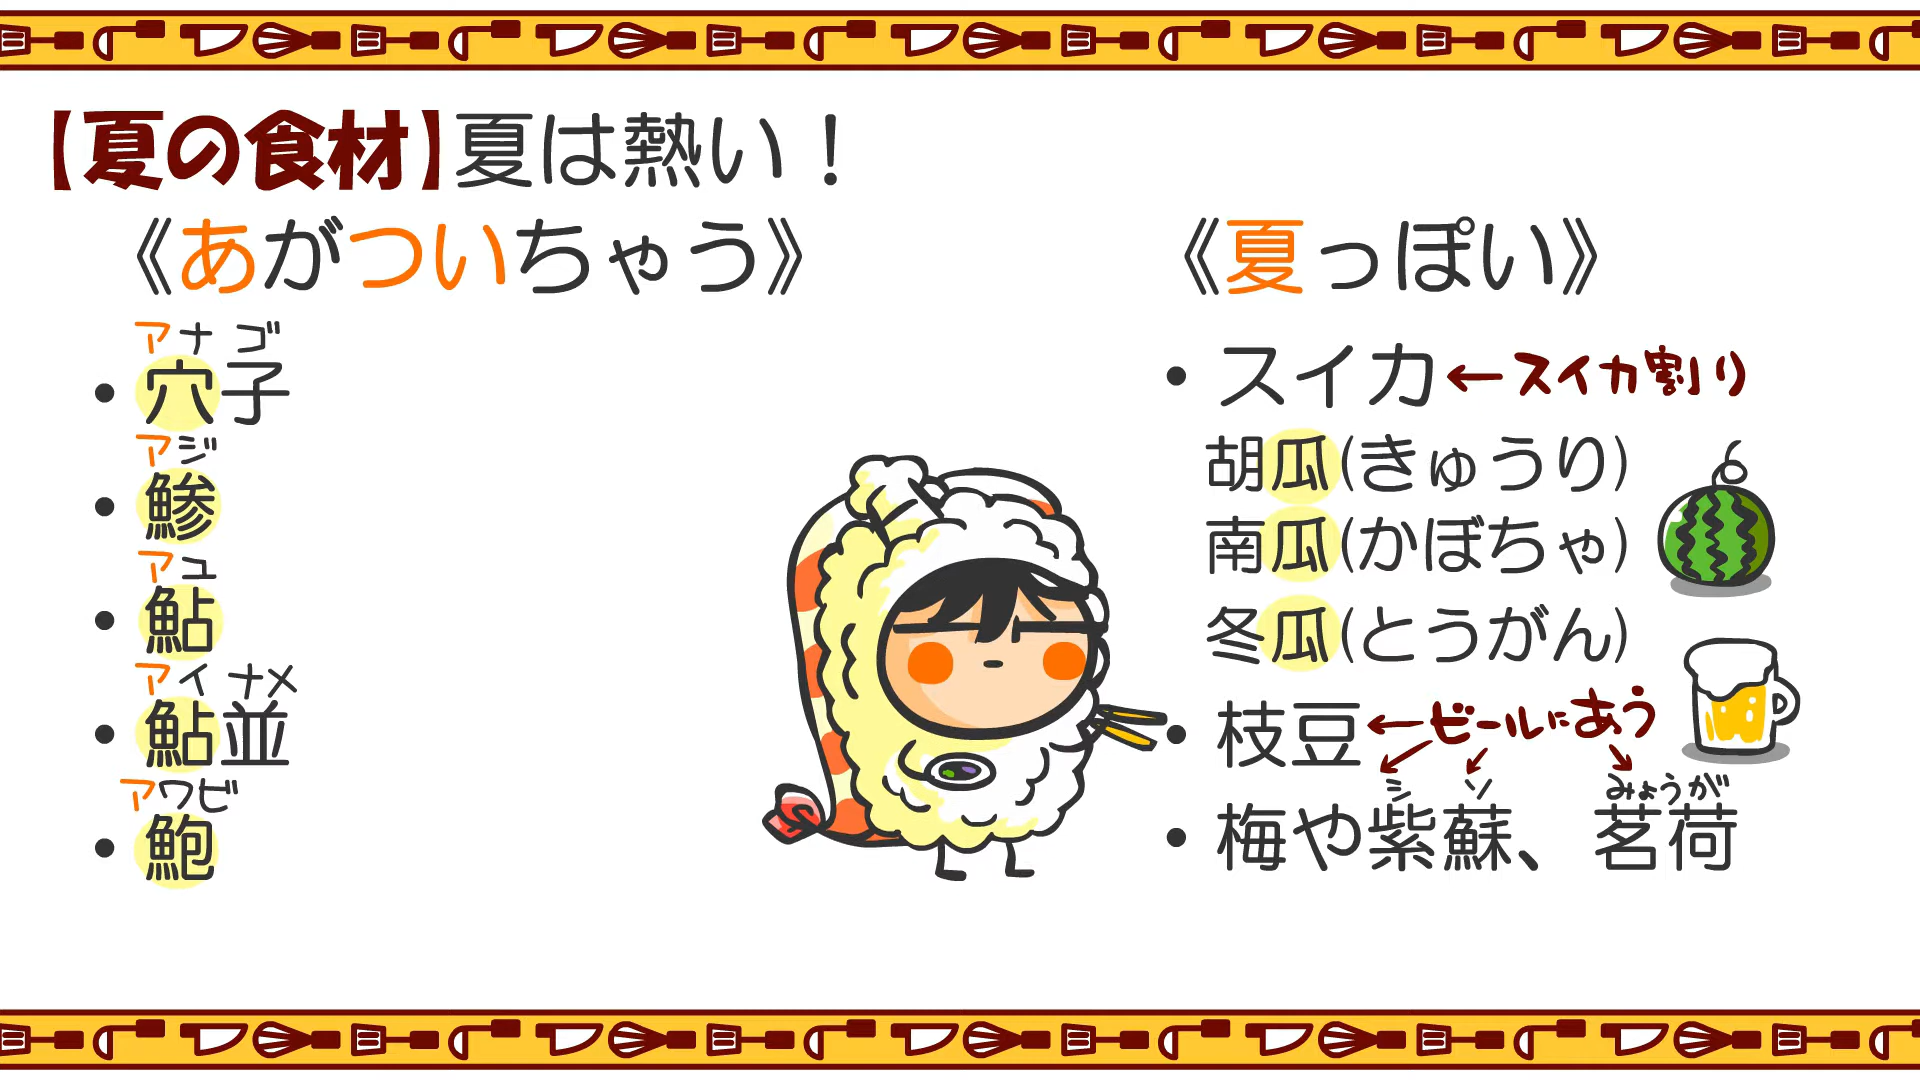 【夏の食材】夏は熱い！
《あがついちゃう》
アナゴ
・穴子
アジ
・鯵
アユ
・鮎
アイナメ
・鮎並
アワビ
・鮑
《夏っぽい》
・スイカ←スイカ割り
胡瓜(きゅうり)
南瓜(かぼちゃ)
冬瓜(とうがん)
・枝豆←ビールにあう
シソ みょうが
・梅や紫蘇、茗荷